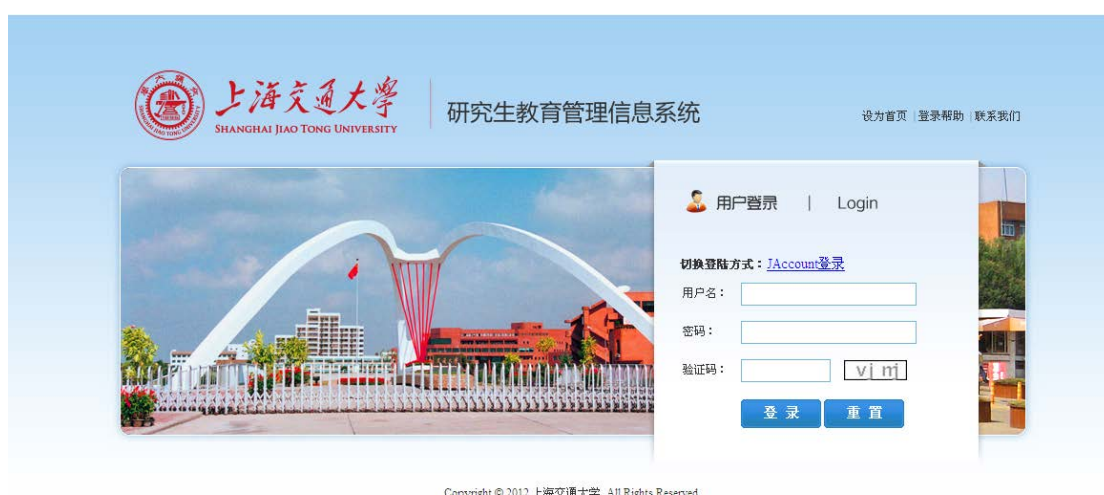 上海交通大学
SHANGHAI JIAO TONG UNIVERSITY
研究生教育管理信息系统
设为首页 | 登录帮助 | 联系我们
用户登录 | Login
切换登陆方式：JAccount登录
用户名：
密码：
验证码：
登 录 重 置
Copyright © 2012 上海交通大学 All Rights Reserved